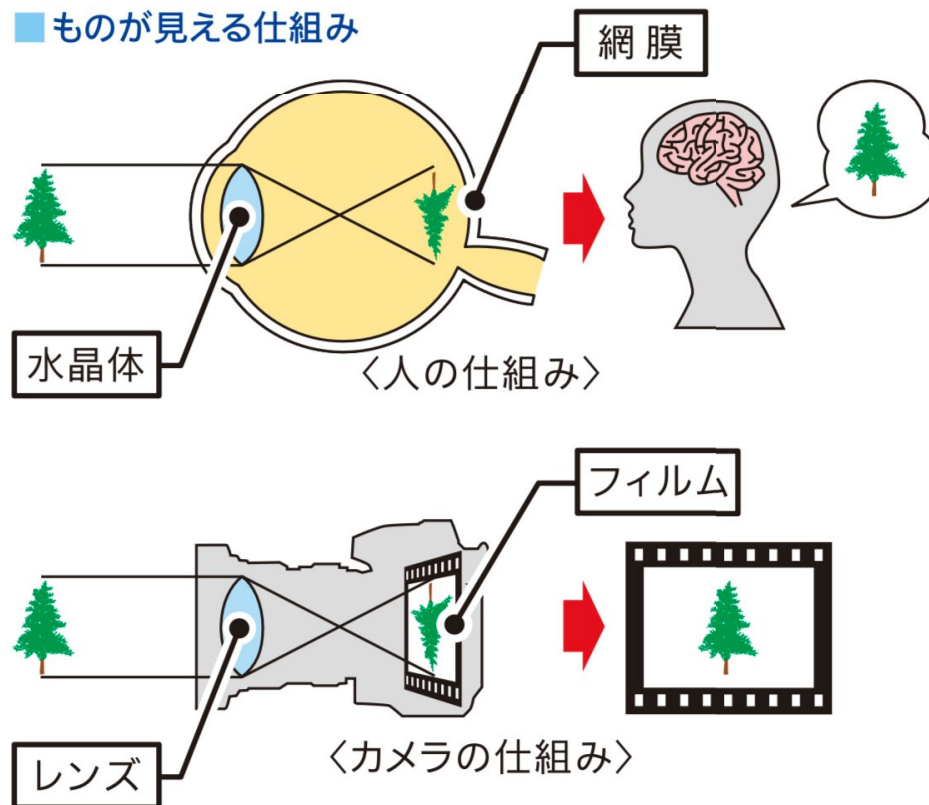 ものが見える仕組み
網膜
水晶体
〈人の仕組み〉
フィルム
レンズ
〈カメラの仕組み〉